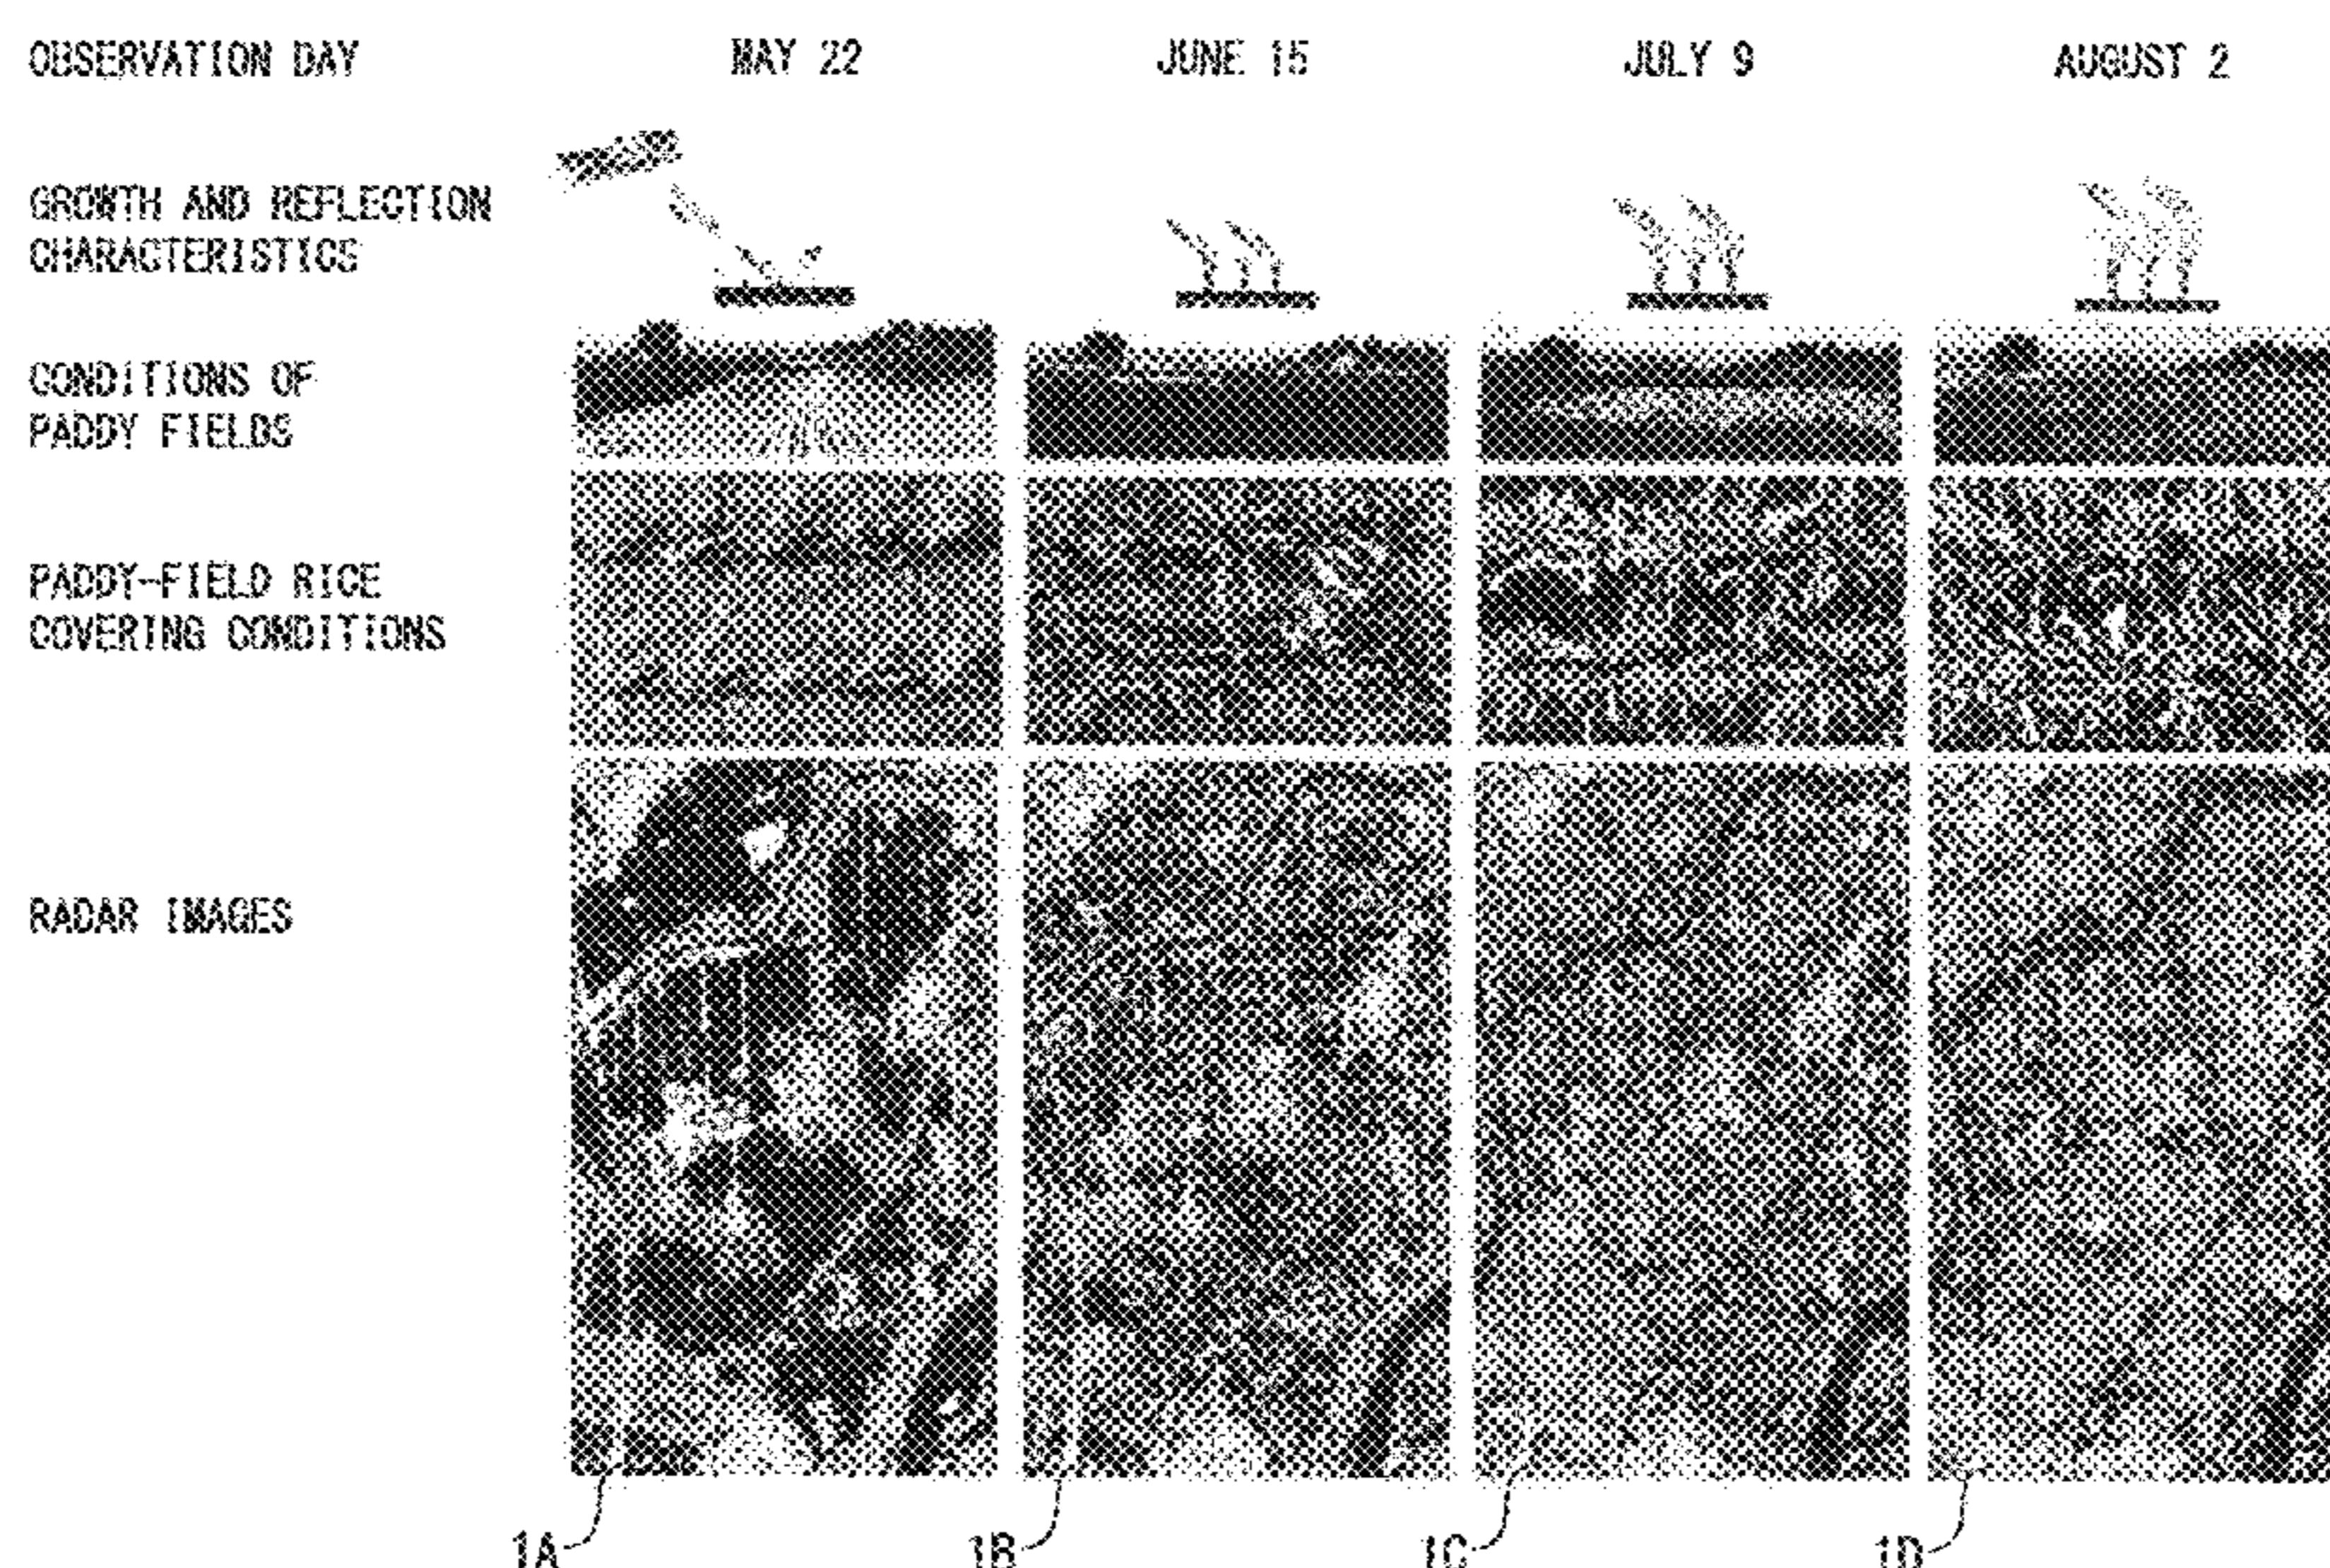 OBSERVATION DAY MAY 22 JUNE 15 JULY 9 AUGUST 2
GROWTH AND REFLECTION
CHARACTERISTICS
CONDITIONS OF
PADDY FIELDS
PADDY-FIELD RICE
COVERING CONDITIONS
RADAR IMAGES
1A 1B 1C 1D